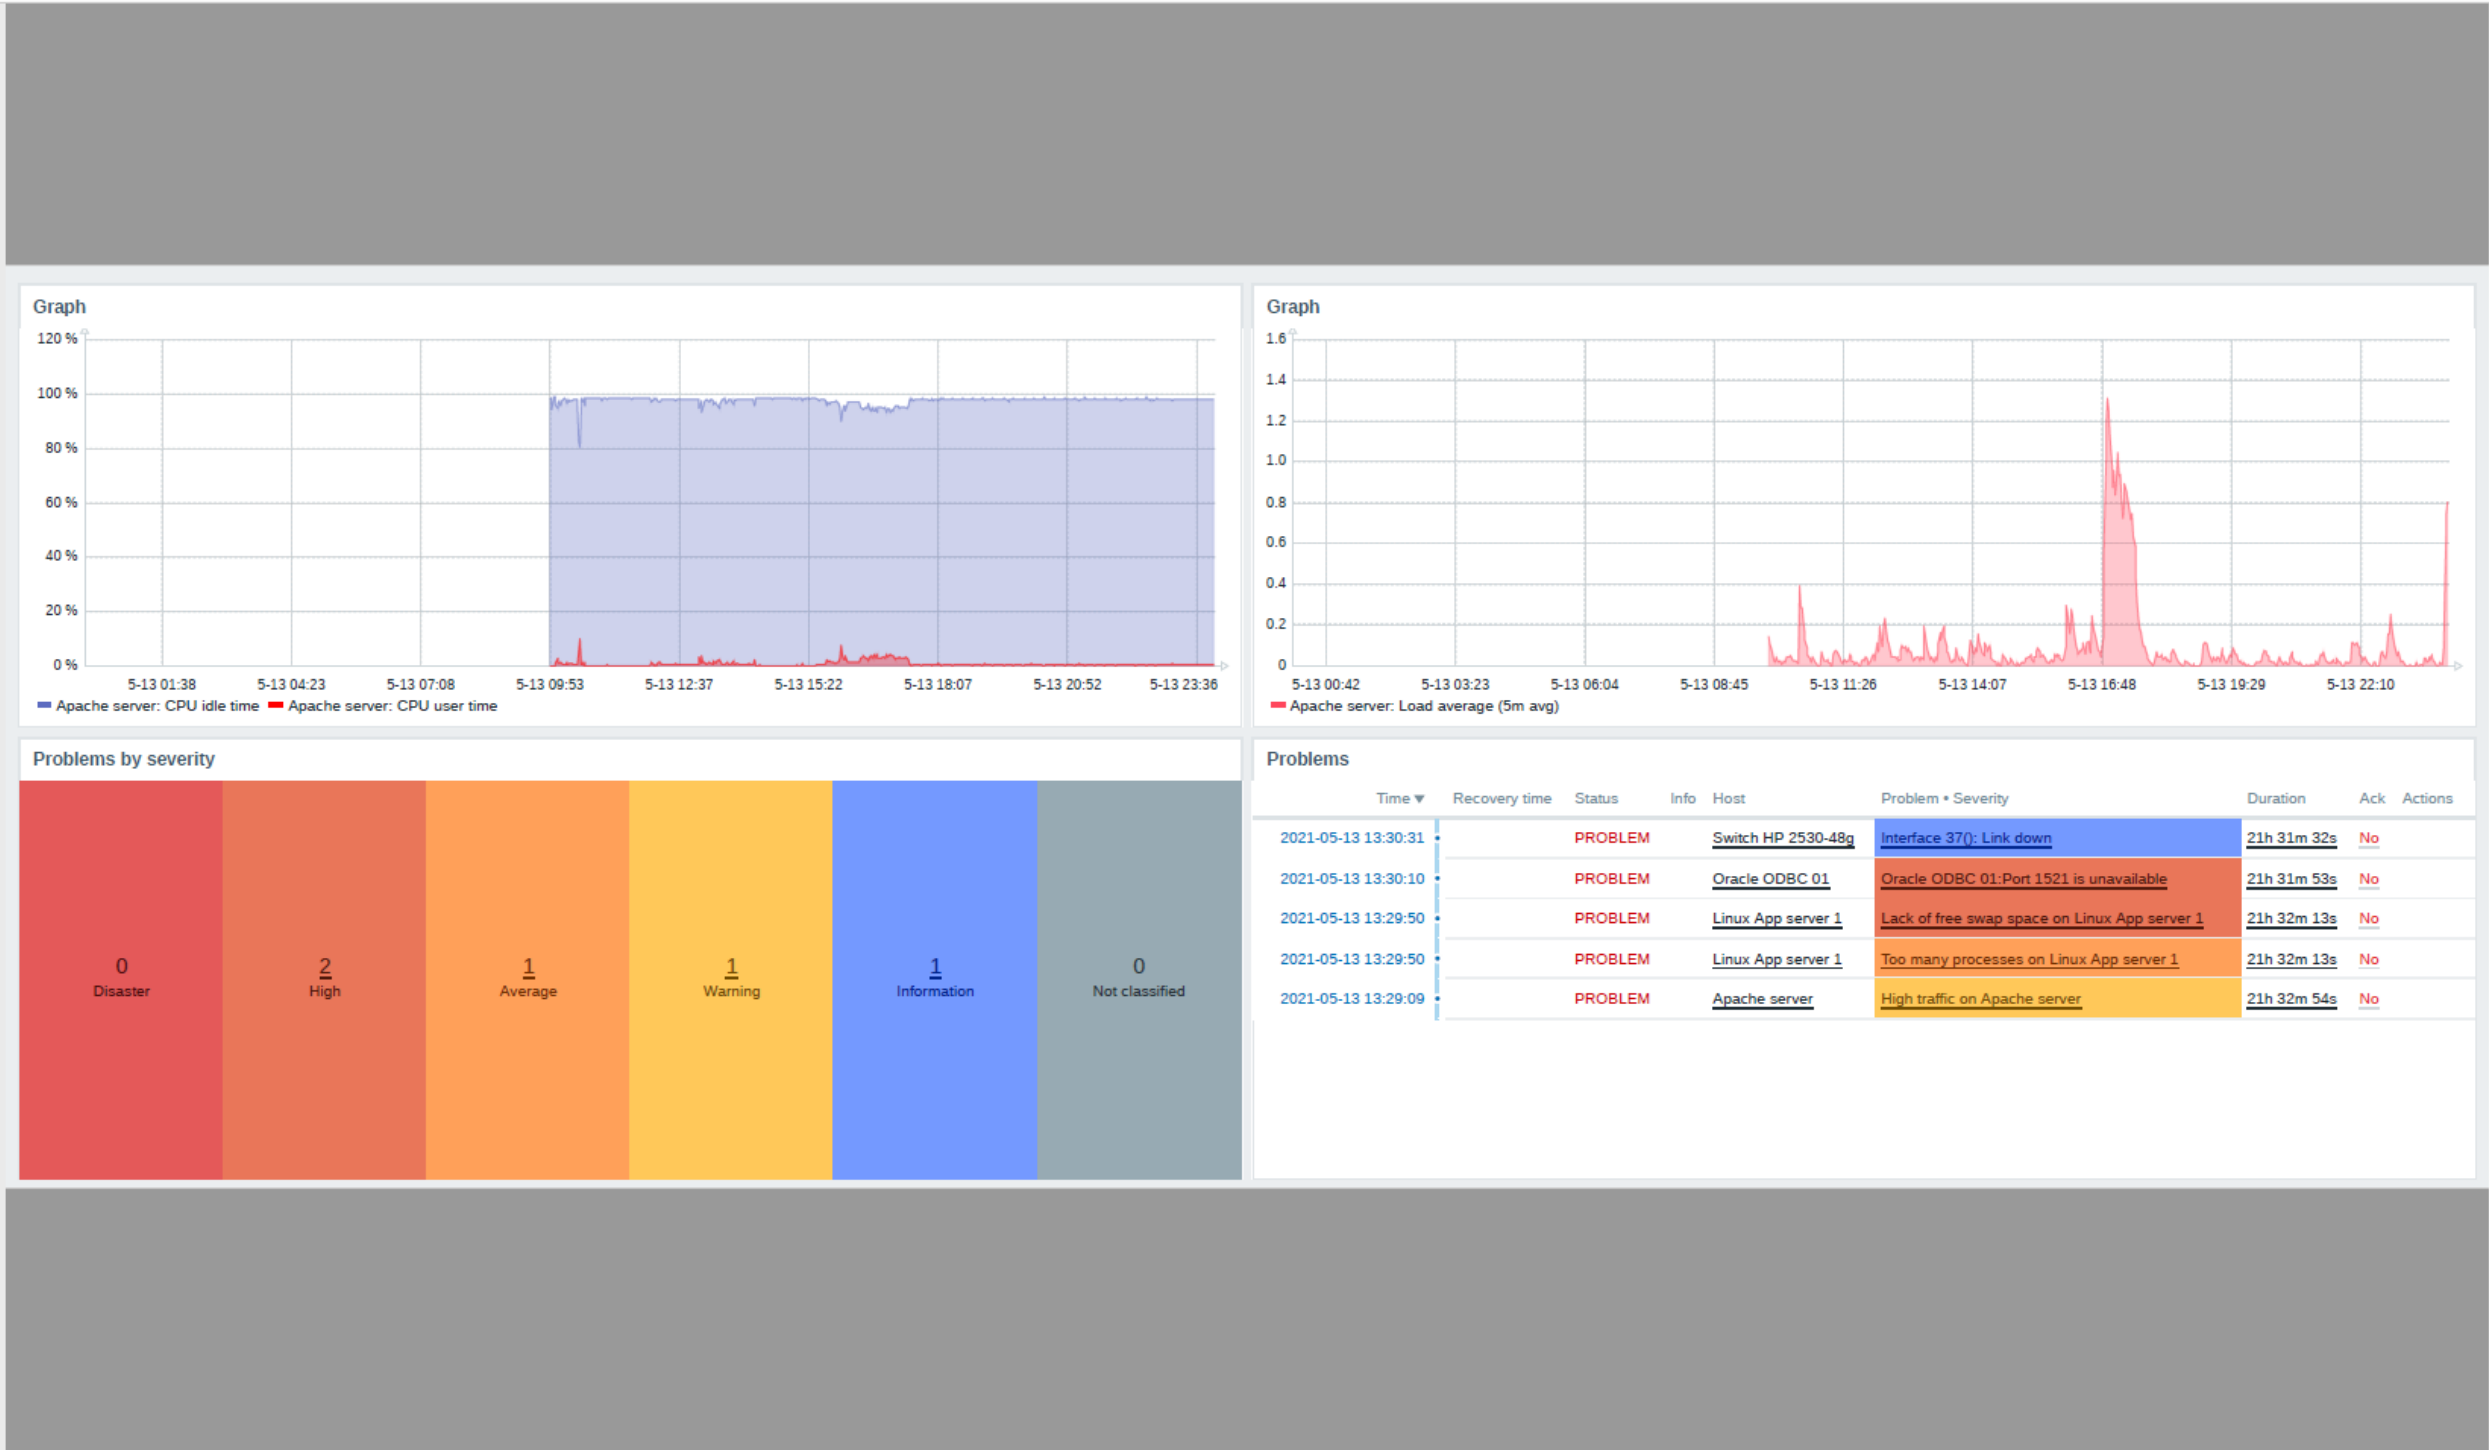 Graph
120 %
100 %
80 %
60 %
40 %
20 %
0 %
5-13 01:38 5-13 04:23 5-13 07:08 5-13 09:53 5-13 12:37 5-13 15:22 5-13 18:07 5-13 20:52 5-13 23:36
Apache server: CPU idle time Apache server: CPU user time
Graph
1.6
1.4
1.2
1.0
0.8
0.6
0.4
0.2
0
5-13 00:42 5-13 03:23 5-13 06:04 5-13 08:45 5-13 11:26 5-13 14:07 5-13 16:48 5-13 19:29 5-13 22:10
Apache server: Load average (5m avg)
Problems by severity
0
Disaster
2
High
1
Average
1
Warning
1
Information
0
Not classified
Problems
Time ▼ Recovery time Status Info Host Problem • Severity Duration Ack Actions
2021-05-13 13:30:31 PROBLEM Switch HP 2530-48g Interface 37(): Link down 21h 31m 32s No
2021-05-13 13:30:10 PROBLEM Oracle ODBC 01 Oracle ODBC 01:Port 1521 is unavailable 21h 31m 53s No
2021-05-13 13:29:50 PROBLEM Linux App server 1 Lack of free swap space on Linux App server 1 21h 32m 13s No
2021-05-13 13:29:50 PROBLEM Linux App server 1 Too many processes on Linux App server 1 21h 32m 13s No
2021-05-13 13:29:09 PROBLEM Apache server High traffic on Apache server 21h 32m 54s No